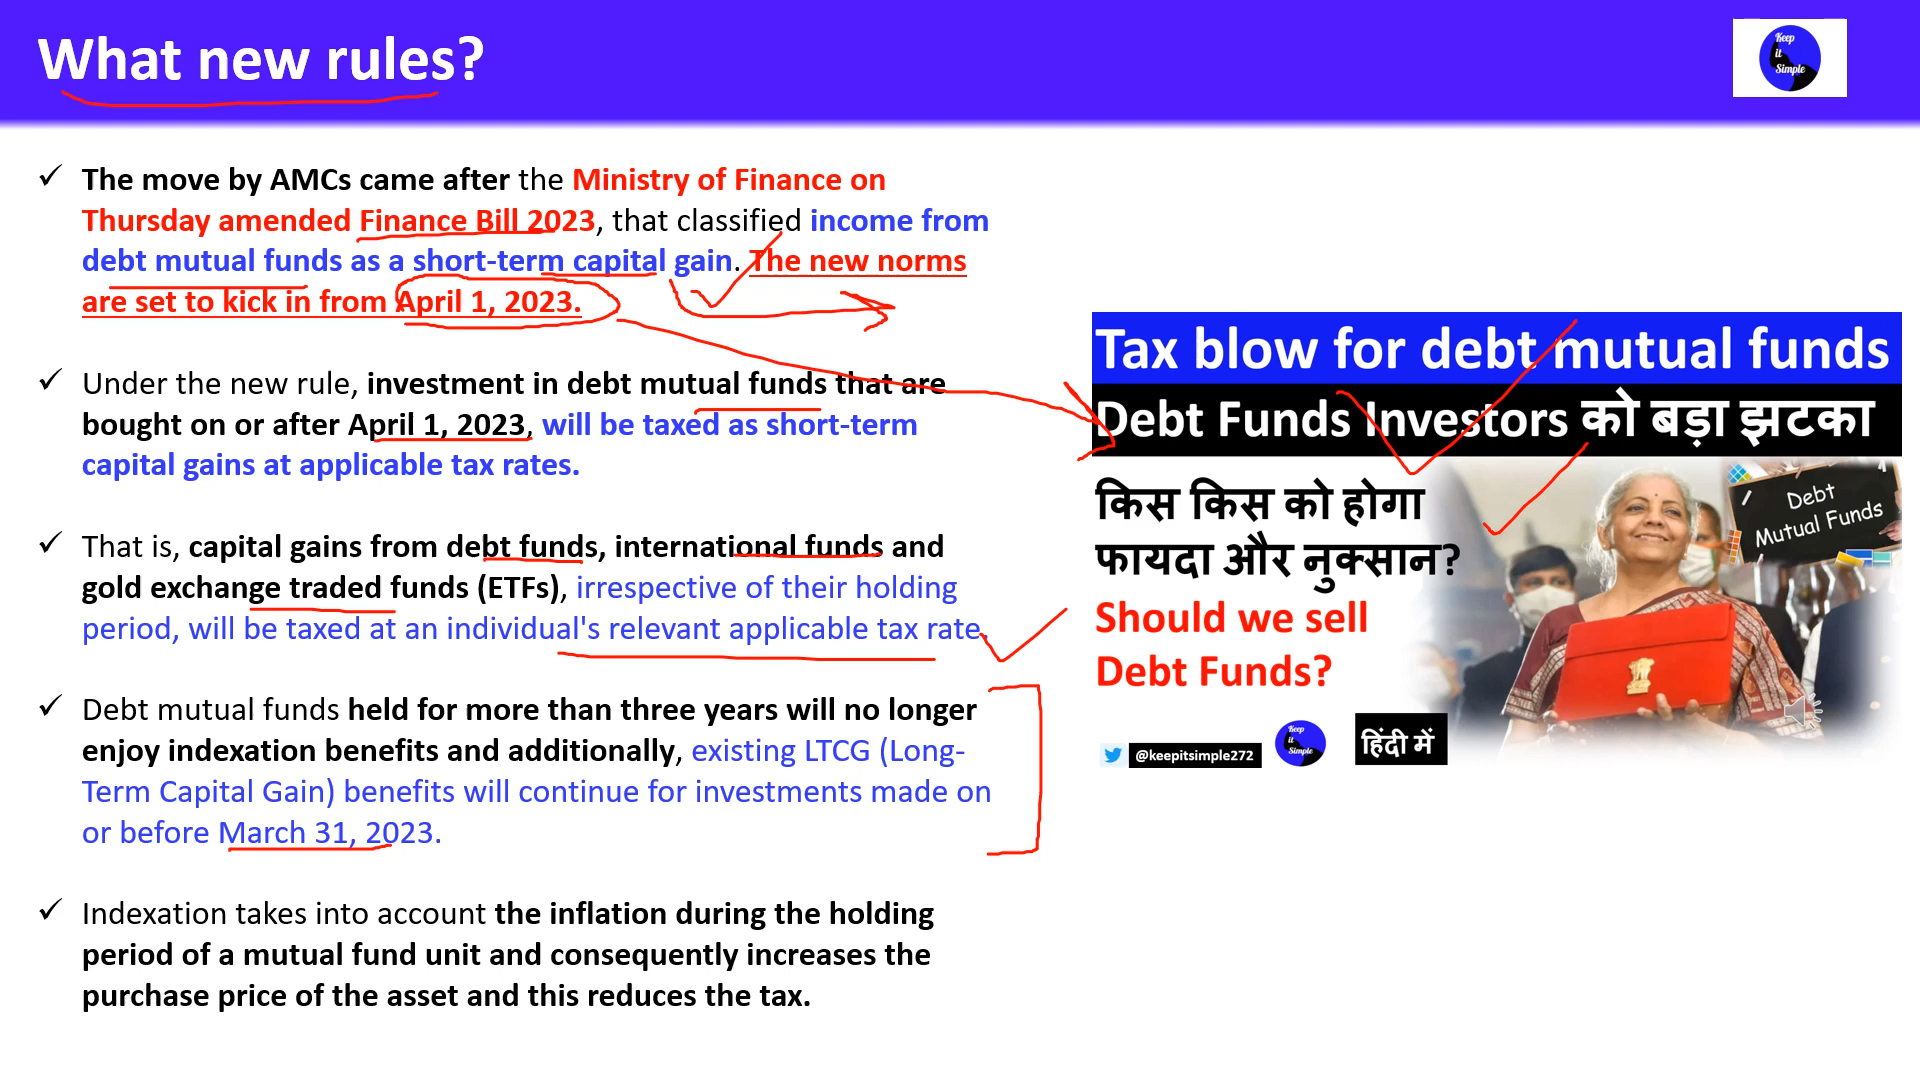 What new rules?
Keep
it
Simple
✓ The move by AMCs came after the Ministry of Finance on
Thursday amended Finance Bill 2023, that classified income from
debt mutual funds as a short-term capital gain. The new norms
are set to kick in from April 1, 2023.
✓ Under the new rule, investment in debt mutual funds that are
bought on or after April 1, 2023, will be taxed as short-term
capital gains at applicable tax rates.
✓ That is, capital gains from debt funds, international funds and
gold exchange traded funds (ETFs), irrespective of their holding
period, will be taxed at an individual's relevant applicable tax rate.
✓ Debt mutual funds held for more than three years will no longer
enjoy indexation benefits and additionally, existing LTCG (Long-
Term Capital Gain) benefits will continue for investments made on
or before March 31, 2023.
✓ Indexation takes into account the inflation during the holding
period of a mutual fund unit and consequently increases the
purchase price of the asset and this reduces the tax.
Tax blow for debt mutual funds
Debt Funds Investors को बड़ा झटका
किस किस को होगा
फायदा और नुक्सान?
Should we sell
Debt Funds?
Debt
Mutual Funds
@keepitsimple272
Keep
it
Simple
हिंदी में